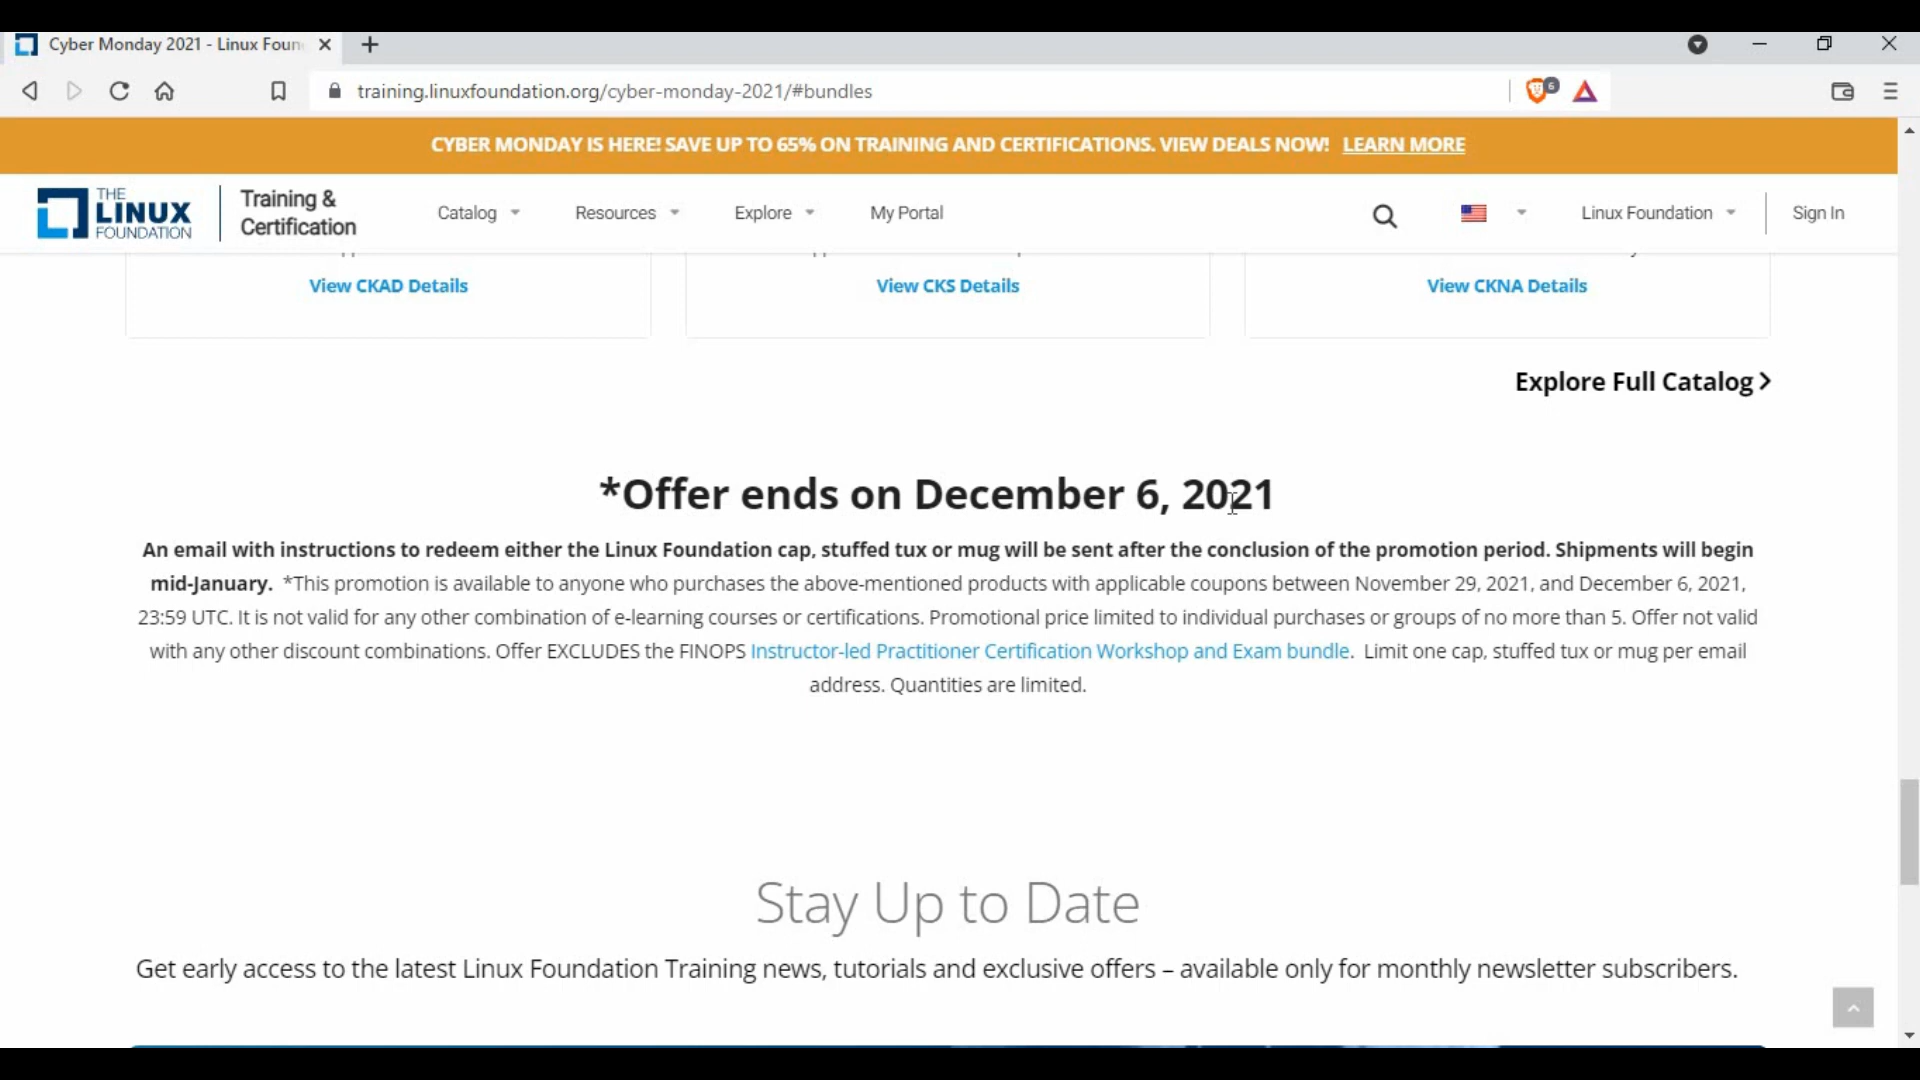 Cyber Monday 2021 - Linux Foun
training.linuxfoundation.org/cyber-monday-2021/#bundles
6
CYBER MONDAY IS HERE! SAVE UP TO 65% ON TRAINING AND CERTIFICATIONS. VIEW DEALS NOW! LEARN MORE
THE
LINUX
FOUNDATION
Training &
Certification
Catalog
Resources
Explore
My Portal
Linux Foundation
Sign In
View CKAD Details
View CKS Details
View CKNA Details
Explore Full Catalog
*Offer ends on December 6, 2021
An email with instructions to redeem either the Linux Foundation cap, stuffed tux or mug will be sent after the conclusion of the promotion period. Shipments will begin
mid-January. *This promotion is available to anyone who purchases the above-mentioned products with applicable coupons between November 29, 2021, and December 6, 2021,
23:59 UTC. It is not valid for any other combination of e-learning courses or certifications. Promotional price limited to individual purchases or groups of no more than 5. Offer not valid
with any other discount combinations. Offer EXCLUDES the FINOPS Instructor-led Practitioner Certification Workshop and Exam bundle. Limit one cap, stuffed tux or mug per email
address. Quantities are limited.
Stay Up to Date
Get early access to the latest Linux Foundation Training news, tutorials and exclusive offers – available only for monthly newsletter subscribers.